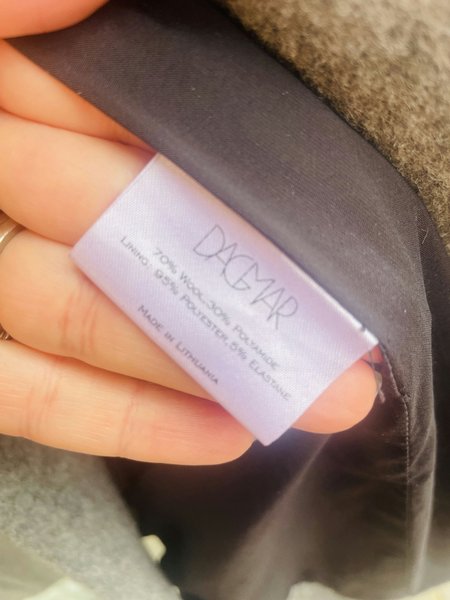 DAGMAR
70% WOOL, 30% POLYAMIDE
LINING: 95% POLYESTER, 5% ELASTANE
MADE IN LITHUANIA